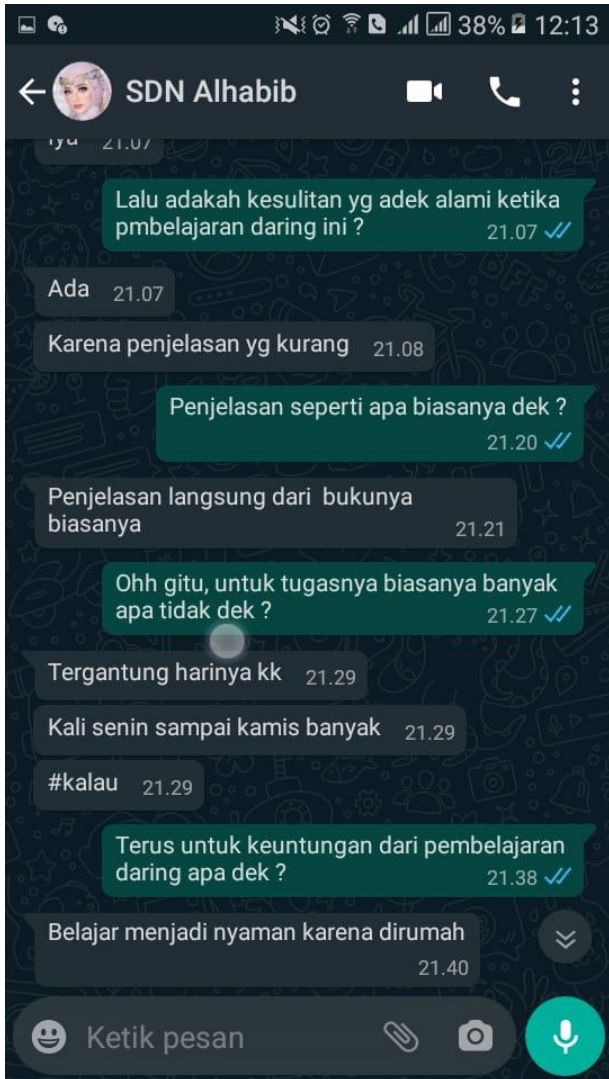 38% 12:13
SDN Alhabib
Iya 21.07
Lalu adakah kesulitan yg adek alami ketika
pmbelajaran daring ini ? 21.07
Ada 21.07
Karena penjelasan yg kurang 21.08
Penjelasan seperti apa biasanya dek ?
21.20
Penjelasan langsung dari bukunya
biasanya 21.21
Ohh gitu, untuk tugasnya biasanya banyak
apa tidak dek ? 21.27
Tergantung harinya kk 21.29
Kali senin sampai kamis banyak 21.29
#kalau 21.29
Terus untuk keuntungan dari pembelajaran
daring apa dek ? 21.38
Belajar menjadi nyaman karena dirumah
21.40
Ketik pesan